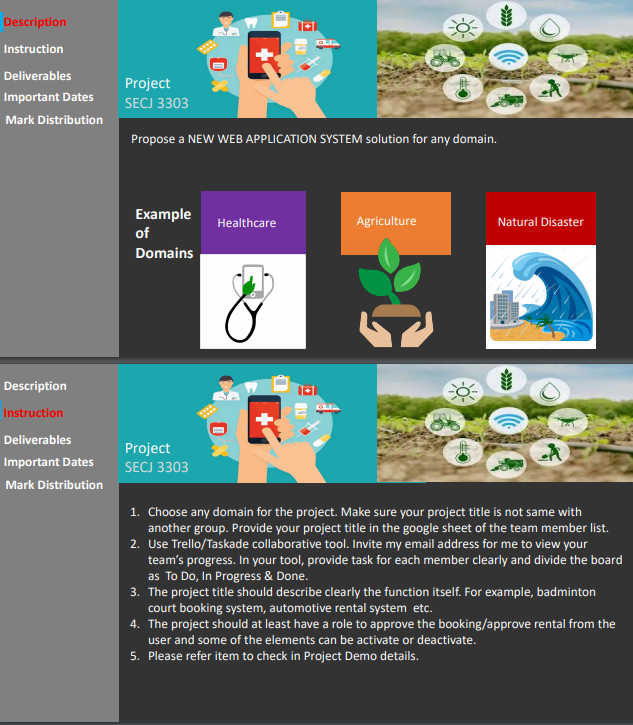 Description
Instruction
Deliverables
Important Dates
Mark Distribution
Project
SECJ 3303
Propose a NEW WEB APPLICATION SYSTEM solution for any domain.
Example
of
Domains
Healthcare
Agriculture
Natural Disaster
Description
Instruction
Deliverables
Important Dates
Mark Distribution
Project
SECJ 3303
1. Choose any domain for the project. Make sure your project title is not same with
another group. Provide your project title in the google sheet of the team member list.
2. Use Trello/Taskade collaborative tool. Invite my email address for me to view your
team's progress. In your tool, provide task for each member clearly and divide the board
as To Do, In Progress & Done.
3. The project title should describe clearly the function itself. For example, badminton
court booking system, automotive rental system etc.
4. The project should at least have a role to approve the booking/approve rental from the
user and some of the elements can be activate or deactivate.
5. Please refer item to check in Project Demo details.